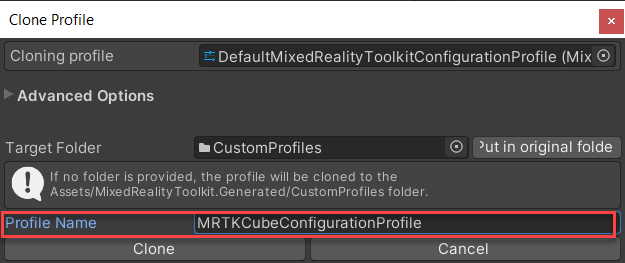 Clone Profile
Cloning profile DefaultMixedRealityToolkitConfigurationProfile (Mix
Advanced Options
Target Folder CustomProfiles Put in original folde
If no folder is provided, the profile will be cloned to the
Assets/MixedRealityToolkit.Generated/CustomProfiles folder.
Profile Name MRTKCubeConfigurationProfile
Clone Cancel